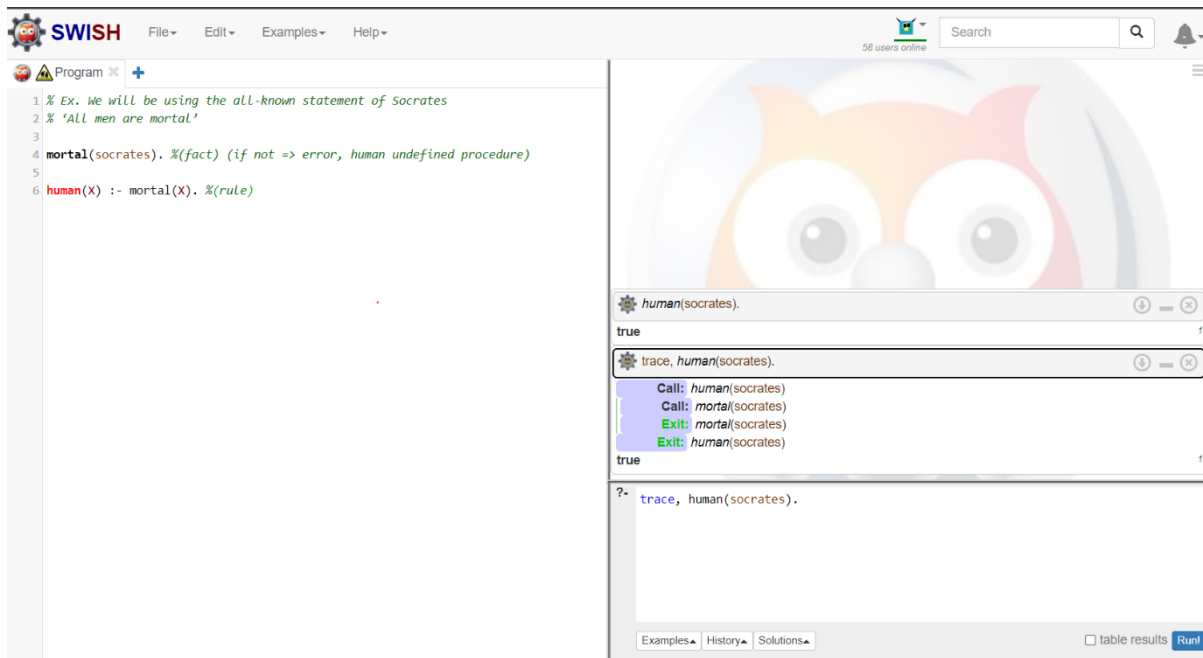 SWISH File Edit Examples Help 58 users online Search
Program
1 % Ex. We will be using the all-known statement of Socrates
2 % ‘All men are mortal’
3
4 mortal(socrates). %(fact) (if not => error, human undefined procedure)
5
6 human(X) :- mortal(X). %(rule)
human(socrates).
true
trace, human(socrates).
Call: human(socrates)
Call: mortal(socrates)
Exit: mortal(socrates)
Exit: human(socrates)
true
?- trace, human(socrates).
Examples History Solutions table results Run!